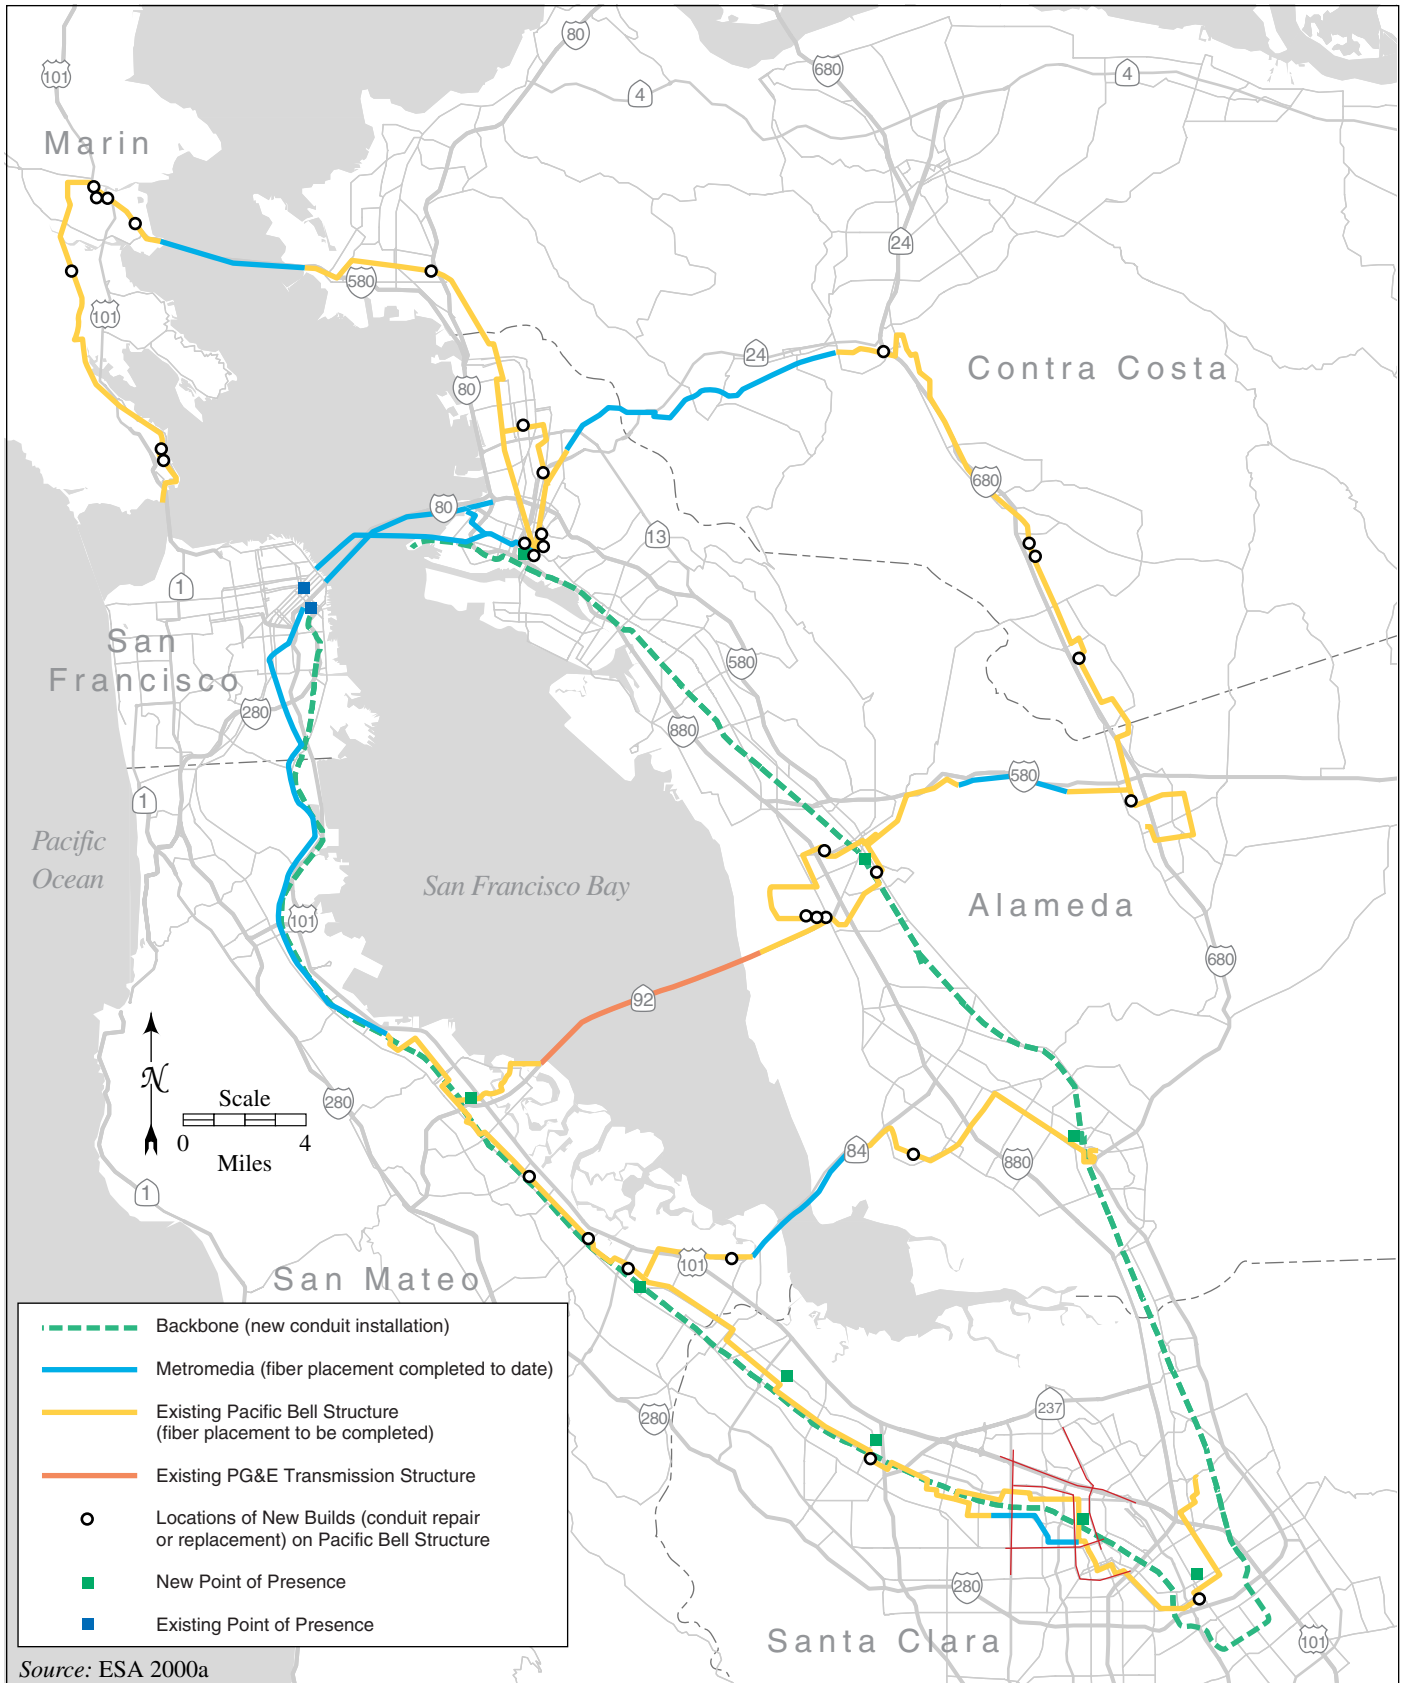 80
101
680
4
4
Marin
24
580
101
24
Contra Costa
80
680
80
13
1
San
Francisco
580
280
880
580
1
Pacific
Ocean
San Francisco Bay
101
Alameda
680
92
N
Scale
0 4
Miles
280
84
880
1
101
San Mateo
Backbone (new conduit installation)
Metromedia (fiber placement completed to date)
Existing Pacific Bell Structure
(fiber placement to be completed)
Existing PG&E Transmission Structure
Locations of New Builds (conduit repair
or replacement) on Pacific Bell Structure
New Point of Presence
Existing Point of Presence
280
237
280
Santa Clara
101
Source: ESA 2000a